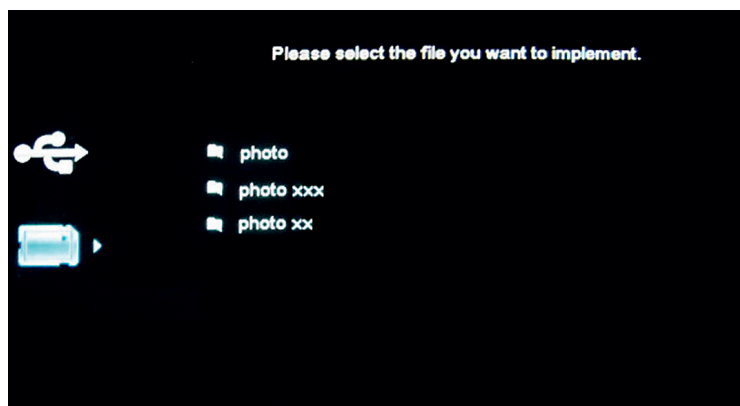 Please select the file you want to implement.
photo
photo xxx
photo xx